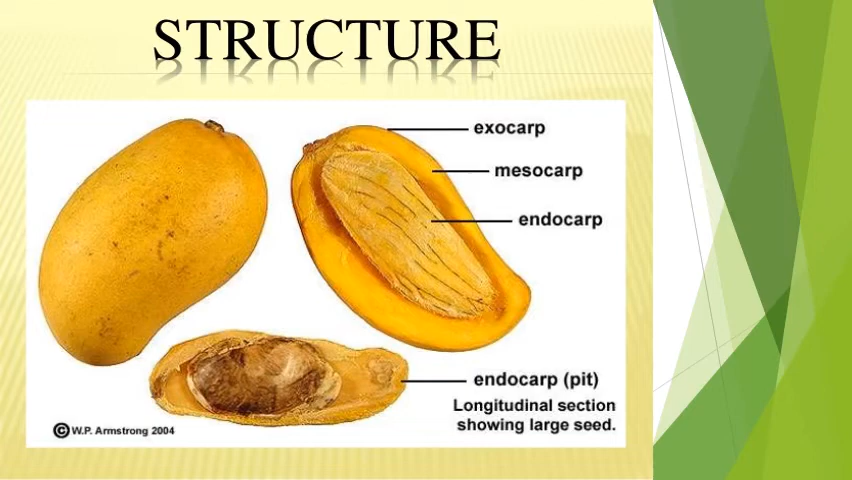 STRUCTURE
exocarp
mesocarp
endocarp
endocarp (pit)
Longitudinal section
showing large seed.
©W.P. Armstrong 2004